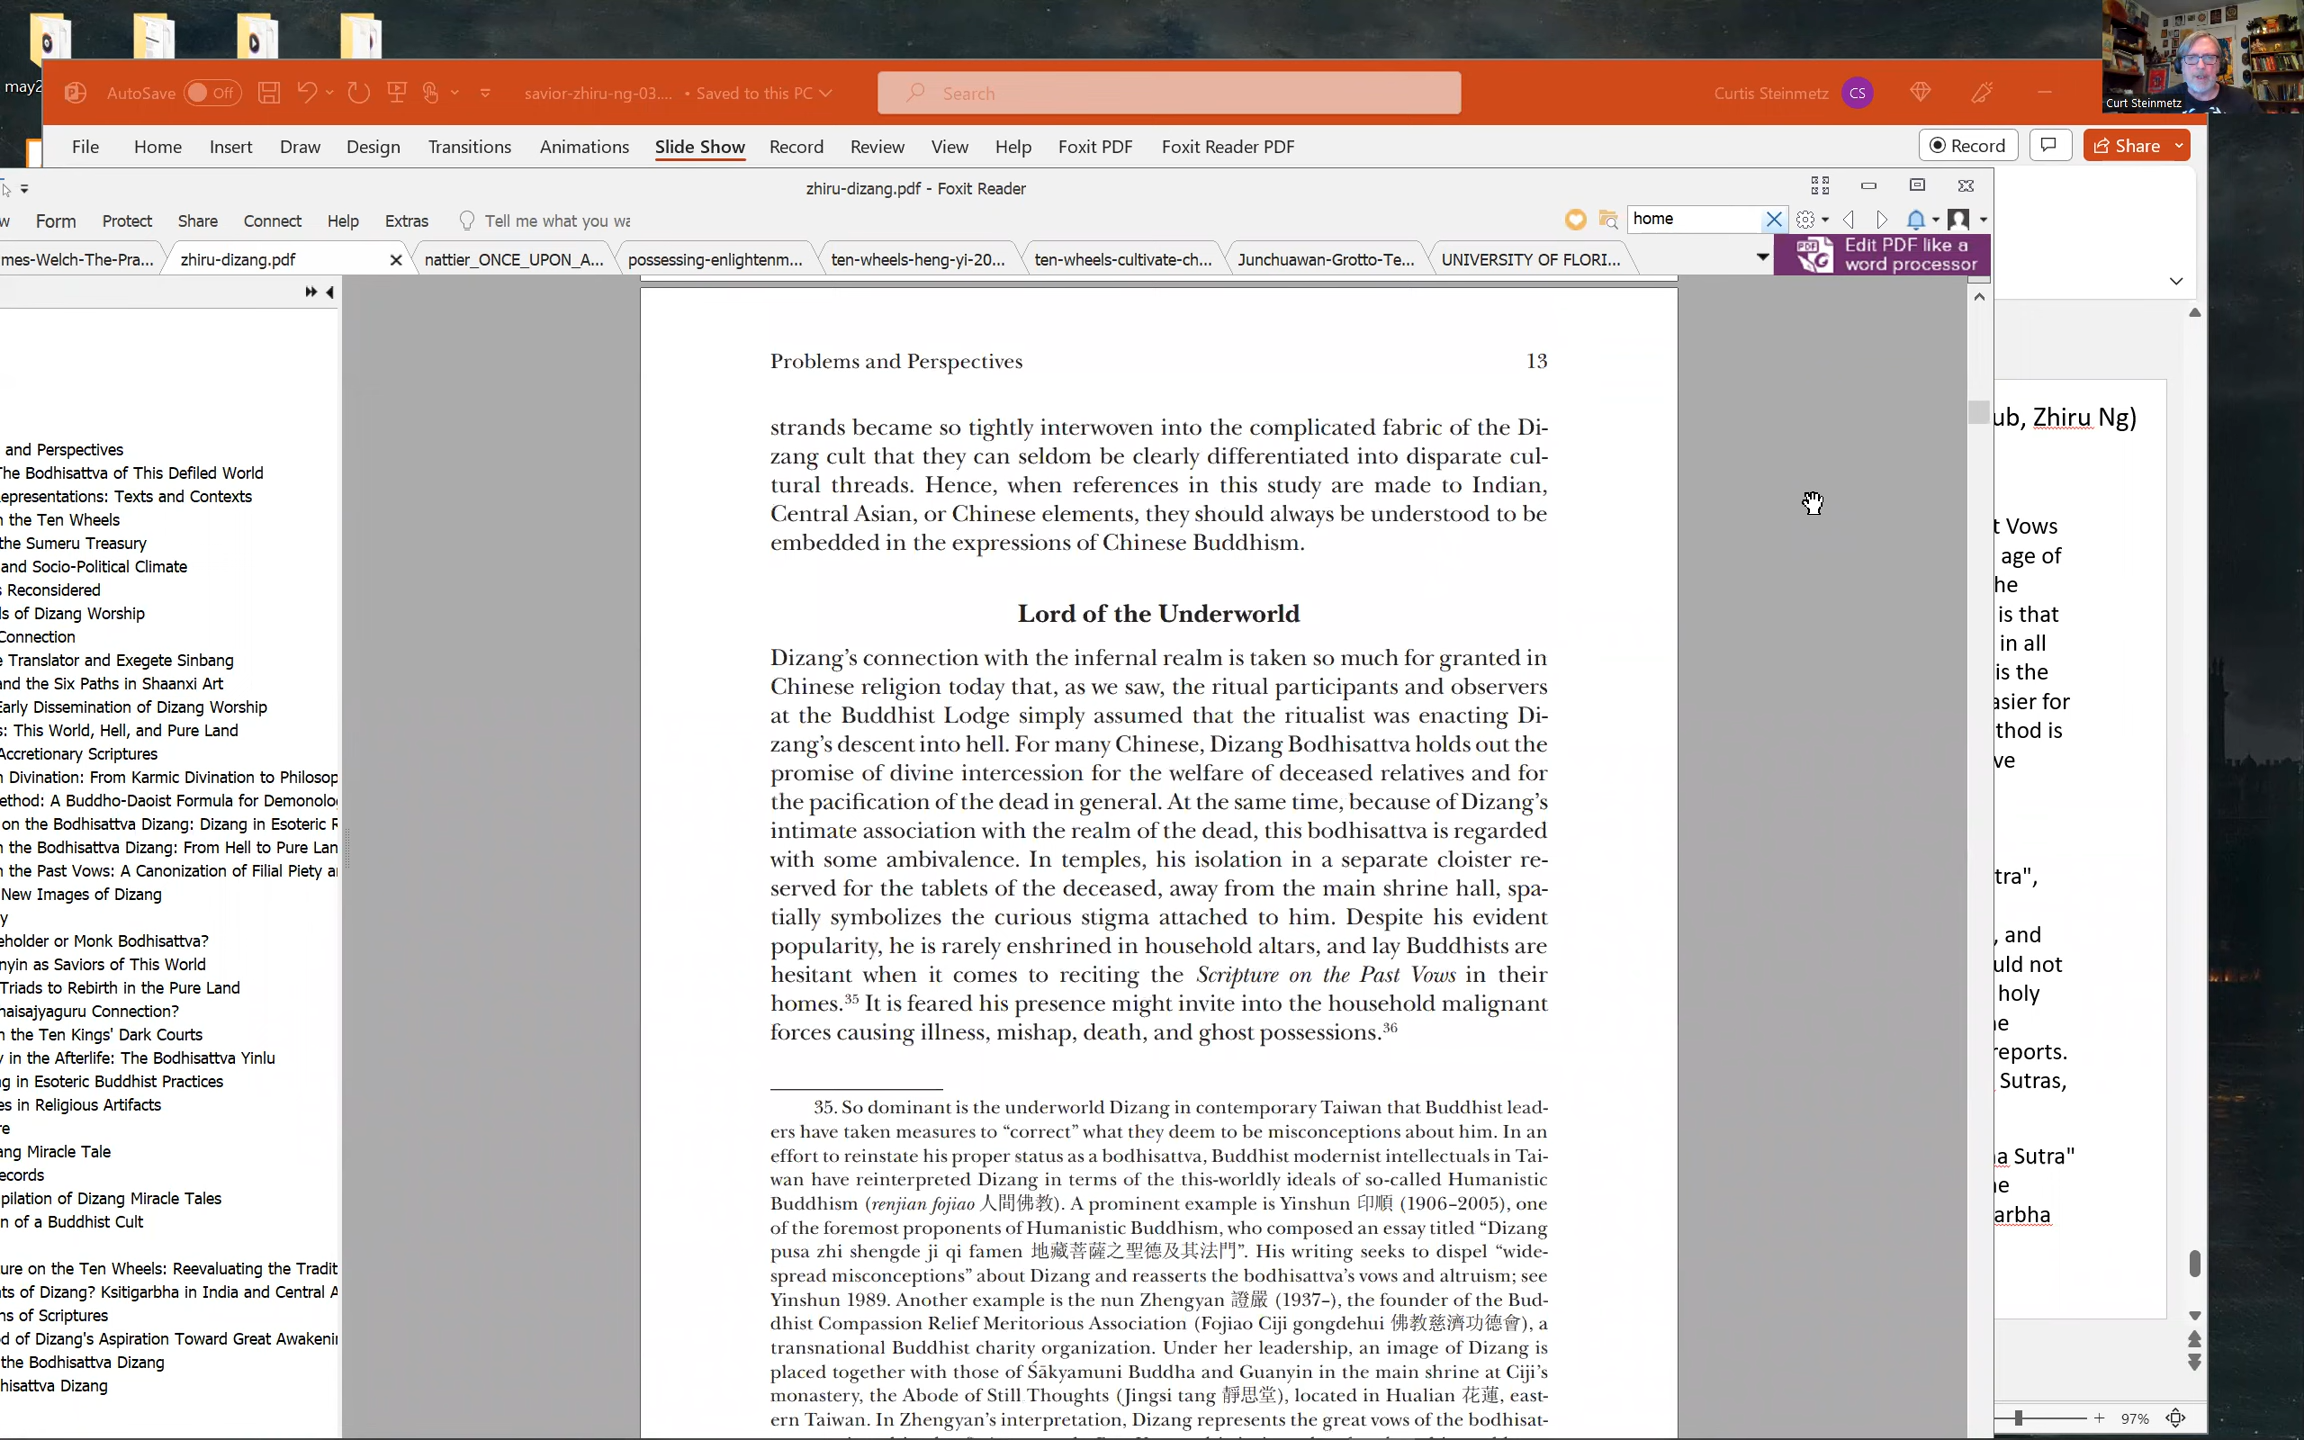 may2
AutoSave Off savior-zhiru-ng-03.... • Saved to this PC Search Curtis Steinmetz CS
Curt Steinmetz
File Home Insert Draw Design Transitions Animations Slide Show Record Review View Help Foxit PDF Foxit Reader PDF Record Share
zhiru-dizang.pdf - Foxit Reader
w Form Protect Share Connect Help Extras Tell me what you wa home
mes-Welch-The-Pra... zhiru-dizang.pdf nattier_ONCE_UPON_A... possessing-enlightenm... ten-wheels-heng-yi-20... ten-wheels-cultivate-ch... Junchuawan-Grotto-Te... UNIVERSITY OF FLORI...
Edit PDF like a
word processor
and Perspectives
The Bodhisattva of This Defiled World
epresentations: Texts and Contexts
n the Ten Wheels
the Sumeru Treasury
and Socio-Political Climate
s Reconsidered
ls of Dizang Worship
Connection
e Translator and Exegete Sinbang
and the Six Paths in Shaanxi Art
Early Dissemination of Dizang Worship
s: This World, Hell, and Pure Land
Accretionary Scriptures
n Divination: From Karmic Divination to Philosop
ethod: A Buddho-Daoist Formula for Demonolo
on the Bodhisattva Dizang: Dizang in Esoteric R
n the Bodhisattva Dizang: From Hell to Pure Lan
n the Past Vows: A Canonization of Filial Piety a
New Images of Dizang
y
eholder or Monk Bodhisattva?
nyin as Saviors of This World
Triads to Rebirth in the Pure Land
haisajyaguru Connection?
n the Ten Kings' Dark Courts
y in the Afterlife: The Bodhisattva Yinlu
ng in Esoteric Buddhist Practices
es in Religious Artifacts
re
ang Miracle Tale
ecords
pilation of Dizang Miracle Tales
n of a Buddhist Cult
ure on the Ten Wheels: Reevaluating the Tradit
ts of Dizang? Ksitigarbha in India and Central A
ns of Scriptures
od of Dizang's Aspiration Toward Great Awakeni
the Bodhisattva Dizang
hisattva Dizang
Problems and Perspectives 13
strands became so tightly interwoven into the complicated fabric of the Di-
zang cult that they can seldom be clearly differentiated into disparate cul-
tural threads. Hence, when references in this study are made to Indian,
Central Asian, or Chinese elements, they should always be understood to be
embedded in the expressions of Chinese Buddhism.
Lord of the Underworld
Dizang's connection with the infernal realm is taken so much for granted in
Chinese religion today that, as we saw, the ritual participants and observers
at the Buddhist Lodge simply assumed that the ritualist was enacting Di-
zang's descent into hell. For many Chinese, Dizang Bodhisattva holds out the
promise of divine intercession for the welfare of deceased relatives and for
the pacification of the dead in general. At the same time, because of Dizang's
intimate association with the realm of the dead, this bodhisattva is regarded
with some ambivalence. In temples, his isolation in a separate cloister re-
served for the tablets of the deceased, away from the main shrine hall, spa-
tially symbolizes the curious stigma attached to him. Despite his evident
popularity, he is rarely enshrined in household altars, and lay Buddhists are
hesitant when it comes to reciting the Scripture on the Past Vows in their
homes.35 It is feared his presence might invite into the household malignant
forces causing illness, mishap, death, and ghost possessions.36
35. So dominant is the underworld Dizang in contemporary Taiwan that Buddhist lead-
ers have taken measures to “correct” what they deem to be misconceptions about him. In an
effort to reinstate his proper status as a bodhisattva, Buddhist modernist intellectuals in Tai-
wan have reinterpreted Dizang in terms of the this-worldly ideals of so-called Humanistic
Buddhism (renjian fojiao 人間佛教). A prominent example is Yinshun 印順 (1906–2005), one
of the foremost proponents of Humanistic Buddhism, who composed an essay titled “Dizang
pusa zhi shengde ji qi famen 地藏菩薩之聖德及其法門”. His writing seeks to dispel “wide-
spread misconceptions” about Dizang and reasserts the bodhisattva's vows and altruism; see
Yinshun 1989. Another example is the nun Zhengyan 證嚴 (1937–), the founder of the Bud-
dhist Compassion Relief Meritorious Association (Fojiao Ciji gongdehui 佛教慈濟功德會), a
transnational Buddhist charity organization. Under her leadership, an image of Dizang is
placed together with those of Śākyamuni Buddha and Guanyin in the main shrine at Ciji's
monastery, the Abode of Still Thoughts (Jingsi tang 靜思堂), located in Hualian 花蓮, east-
ern Taiwan. In Zhengyan's interpretation, Dizang represents the great vows of the bodhisat-
ub, Zhiru Ng)
t Vows
age of
he
is that
in all
is the
asier for
thod is
ve
tra",
, and
uld not
holy
he
reports.
Sutras,
a Sutra"
he
arbha
97%